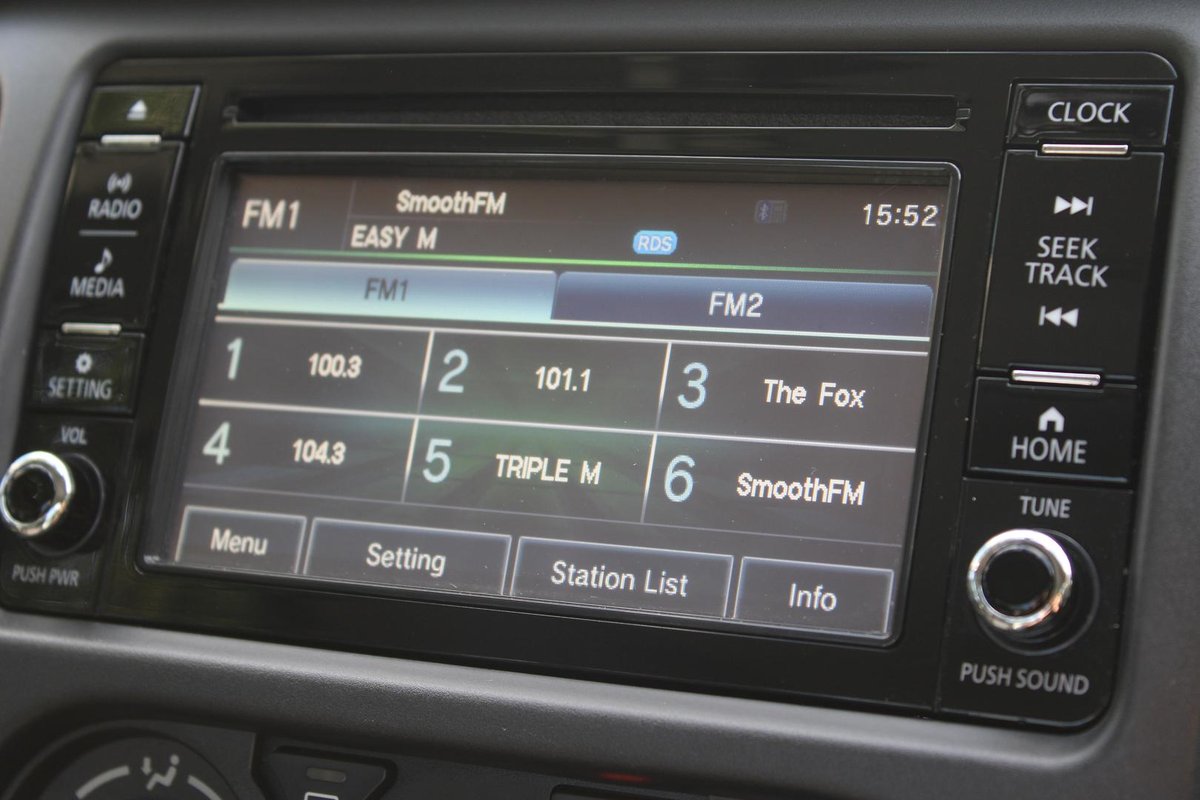 CLOCK
RADIO
MEDIA
SETTING
VOL
PUSH PWR
FM1
SmoothFM
EASY M
RDS
15:52
FM1
FM2
1 100.3
2 101.1
3 The Fox
4 104.3
5 TRIPLE M
6 SmoothFM
Menu
Setting
Station List
Info
SEEK
TRACK
HOME
TUNE
PUSH SOUND